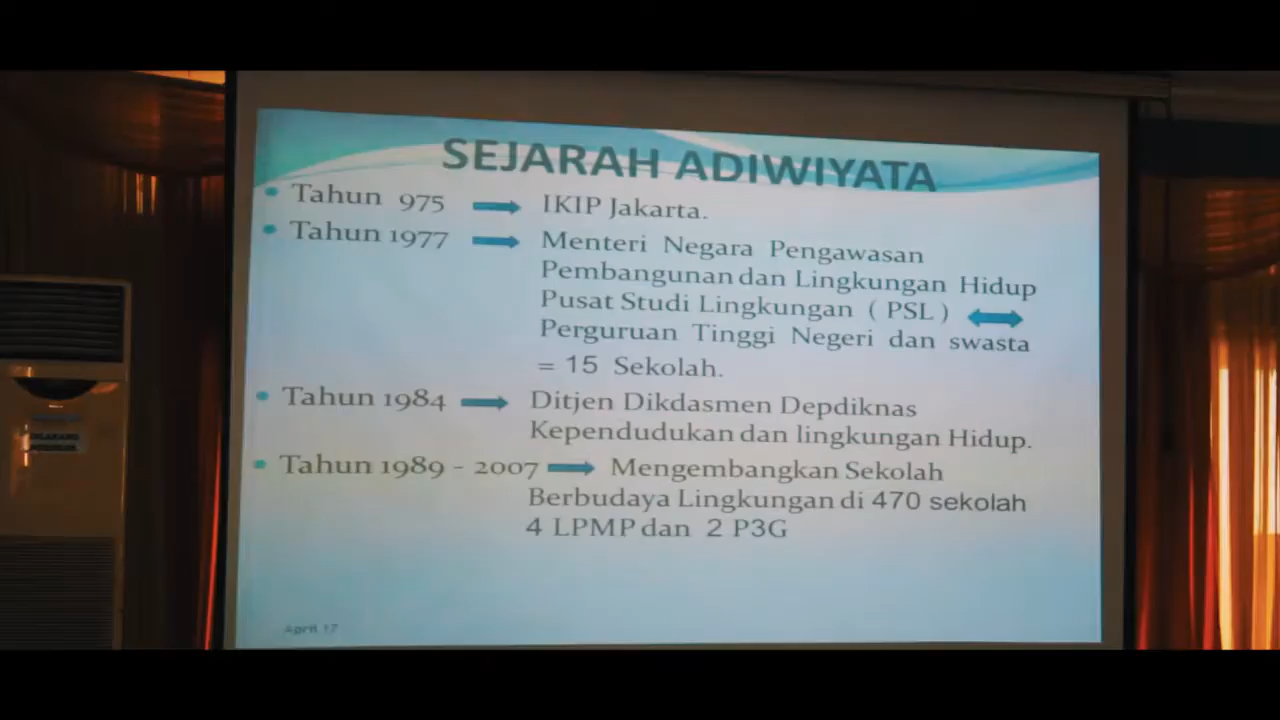 SEJARAH ADIWIYATA
Tahun 975 IKIP Jakarta.
Tahun 1977 Menteri Negara Pengawasan
Pembangunan dan Lingkungan Hidup
Pusat Studi Lingkungan ( PSL )
Perguruan Tinggi Negeri dan swasta
= 15 Sekolah.
Tahun 1984 Ditjen Dikdasmen Depdiknas
Kependudukan dan lingkungan Hidup.
Tahun 1989 - 2007 Mengembangkan Sekolah
Berbudaya Lingkungan di 470 sekolah
4 LPMP dan 2 P3G
April 17